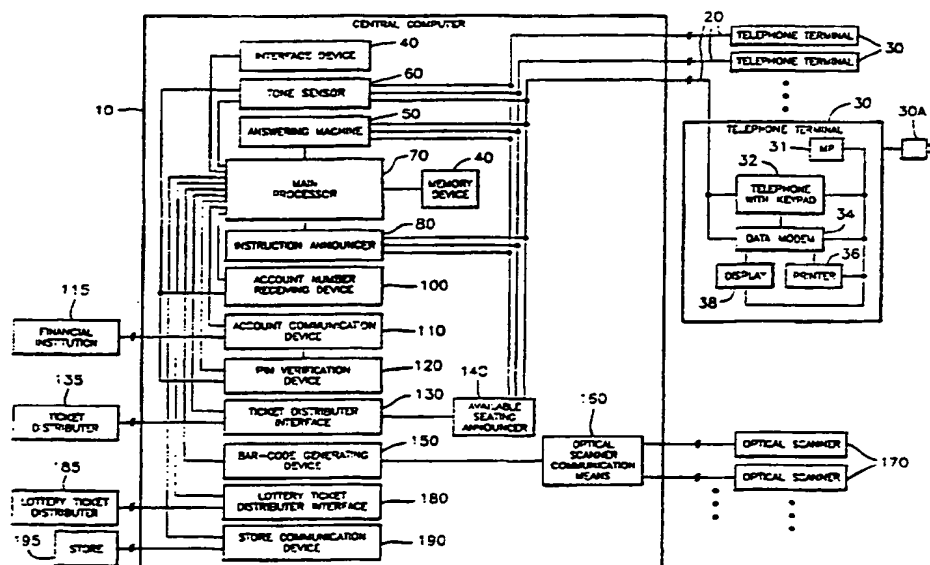 CENTRAL COMPUTER
10
INTERFACE DEVICE
40
TONE SENSOR
60
ANSWERING MACHINE
50
MAIN
PROCESSOR
70
MEMORY
DEVICE
40
INSTRUCTION ANNOUNCER
80
ACCOUNT NUMBER
RECEIVING DEVICE
100
ACCOUNT COMMUNICATION
DEVICE
110
PIN VERIFICATION
DEVICE
120
TICKET DISTRIBUTER
INTERFACE
130
AVAILABLE
SEATING
ANNOUNCER
140
BAR-CODE GENERATING
DEVICE
150
LOTTERY TICKET
DISTRIBUTER INTERFACE
180
STORE COMMUNICATION
DEVICE
190
115
FINANCIAL
INSTITUTION
135
TICKET
DISTRIBUTER
185
LOTTERY TICKET
DISTRIBUTER
195
STORE
160
OPTICAL
SCANNER
COMMUNICATION
MEANS
OPTICAL SCANNER
OPTICAL SCANNER
170
20
TELEPHONE TERMINAL
TELEPHONE TERMINAL
30
30
TELEPHONE TERMINAL
30A
31
MP
32
TELEPHONE
WITH KEYPAD
34
DATA MODEM
36
DISPLAY
PRINTER
38